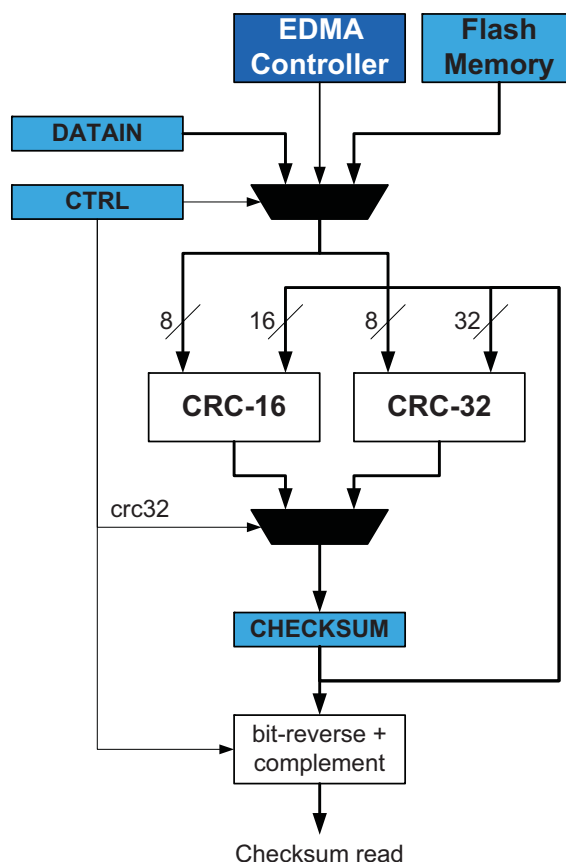 EDMA
Controller
Flash
Memory
DATAIN
CTRL
8
16
8
32
CRC-16
CRC-32
crc32
CHECKSUM
bit-reverse +
complement
Checksum read